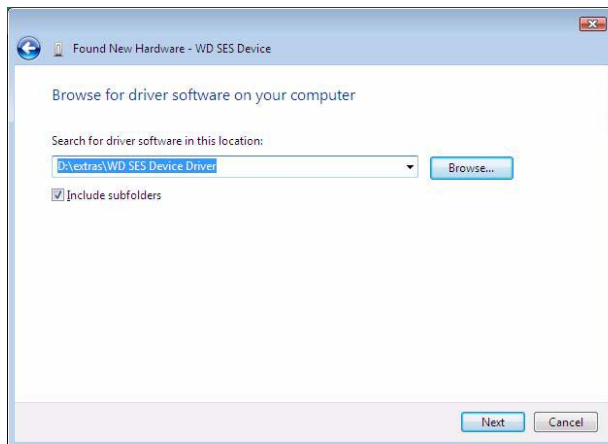 Found New Hardware - WD SES Device
Browse for driver software on your computer
Search for driver software in this location:
D:\extras\WD SES Device Driver
Browse...
Include subfolders
Next
Cancel